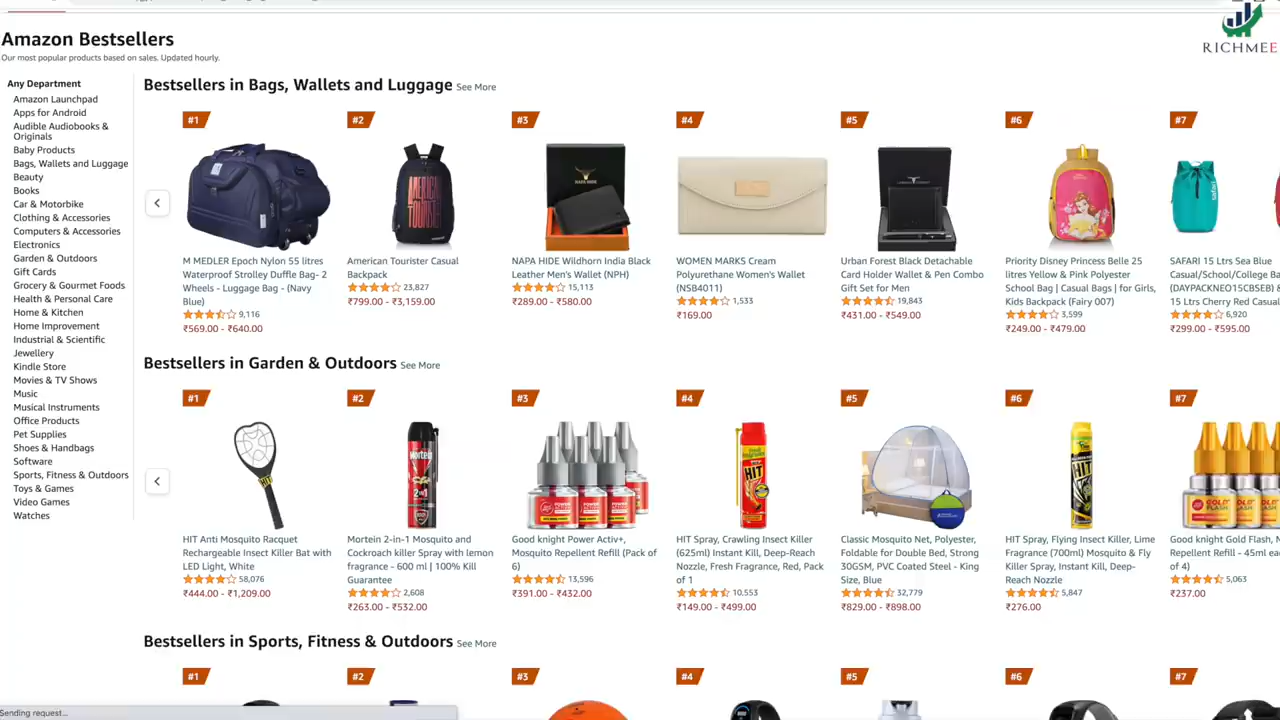 RICHMEE
Amazon Bestsellers
Our most popular products based on sales. Updated hourly.
Any Department
Amazon Launchpad
Apps for Android
Audible Audiobooks &
Originals
Baby Products
Bags, Wallets and Luggage
Beauty
Books
Car & Motorbike
Clothing & Accessories
Computers & Accessories
Electronics
Garden & Outdoors
Gift Cards
Grocery & Gourmet Foods
Health & Personal Care
Home & Kitchen
Home Improvement
Industrial & Scientific
Jewellery
Kindle Store
Movies & TV Shows
Music
Musical Instruments
Office Products
Pet Supplies
Shoes & Handbags
Software
Sports, Fitness & Outdoors
Toys & Games
Video Games
Watches
Bestsellers in Bags, Wallets and Luggage See More
#1
M MEDLER Epoch Nylon 55 litres
Waterproof Strolley Duffle Bag- 2
Wheels - Luggage Bag - (Navy
Blue)
9,116
₹569.00 - ₹640.00
#2
AMERICAN
TOURISTER
American Tourister Casual
Backpack
23,827
₹799.00 - ₹3,159.00
#3
NAPA HIDE
NAPA HIDE Wildhorn India Black
Leather Men's Wallet (NPH)
15,113
₹289.00 - ₹580.00
#4
WOMEN MARKS Cream
Polyurethane Women's Wallet
(NSB4011)
1,533
₹169.00
#5
Urban Forest Black Detachable
Card Holder Wallet & Pen Combo
Gift Set for Men
19,843
₹431.00 - ₹549.00
#6
Priority Disney Princess Belle 25
litres Yellow & Pink Polyester
School Bag | Casual Bags | for Girls,
Kids Backpack (Fairy 007)
3,599
₹249.00 - ₹479.00
#7
safari
SAFARI 15 Ltrs Sea Blue
Casual/School/College Ba
(DAYPACKNEO15CBSEB) &
15 Ltrs Cherry Red Casual
6,920
₹299.00 - ₹595.00
Bestsellers in Garden & Outdoors See More
#1
HIT Anti Mosquito Racquet
Rechargeable Insect Killer Bat with
LED Light, White
58,076
₹444.00 - ₹1,209.00
#2
Mortein
2in1
Mortein 2-in-1 Mosquito and
Cockroach killer Spray with lemon
fragrance - 600 ml | 100% Kill
Guarantee
2,608
₹263.00 - ₹532.00
#3
Good knight Power Activ+,
Mosquito Repellent Refill (Pack of
6)
13,596
₹391.00 - ₹432.00
#4
HIT
HIT Spray, Crawling Insect Killer
(625ml) Instant Kill, Deep-Reach
Nozzle, Fresh Fragrance, Red, Pack
of 1
10,553
₹149.00 - ₹499.00
#5
Classic Mosquito Net, Polyester,
Foldable for Double Bed, Strong
30GSM, PVC Coated Steel - King
Size, Blue
32,779
₹829.00 - ₹898.00
#6
HIT
HIT Spray, Flying Insect Killer, Lime
Fragrance (700ml) Mosquito & Fly
Killer Spray, Instant Kill, Deep-
Reach Nozzle
5,847
₹276.00
#7
GOLD FLASH
GOLD FLASH
Good knight Gold Flash, M
Repellent Refill - 45ml ea
of 4)
5,063
₹237.00
Bestsellers in Sports, Fitness & Outdoors See More
#1
#2
#3
#4
#5
#6
#7
Sending request...